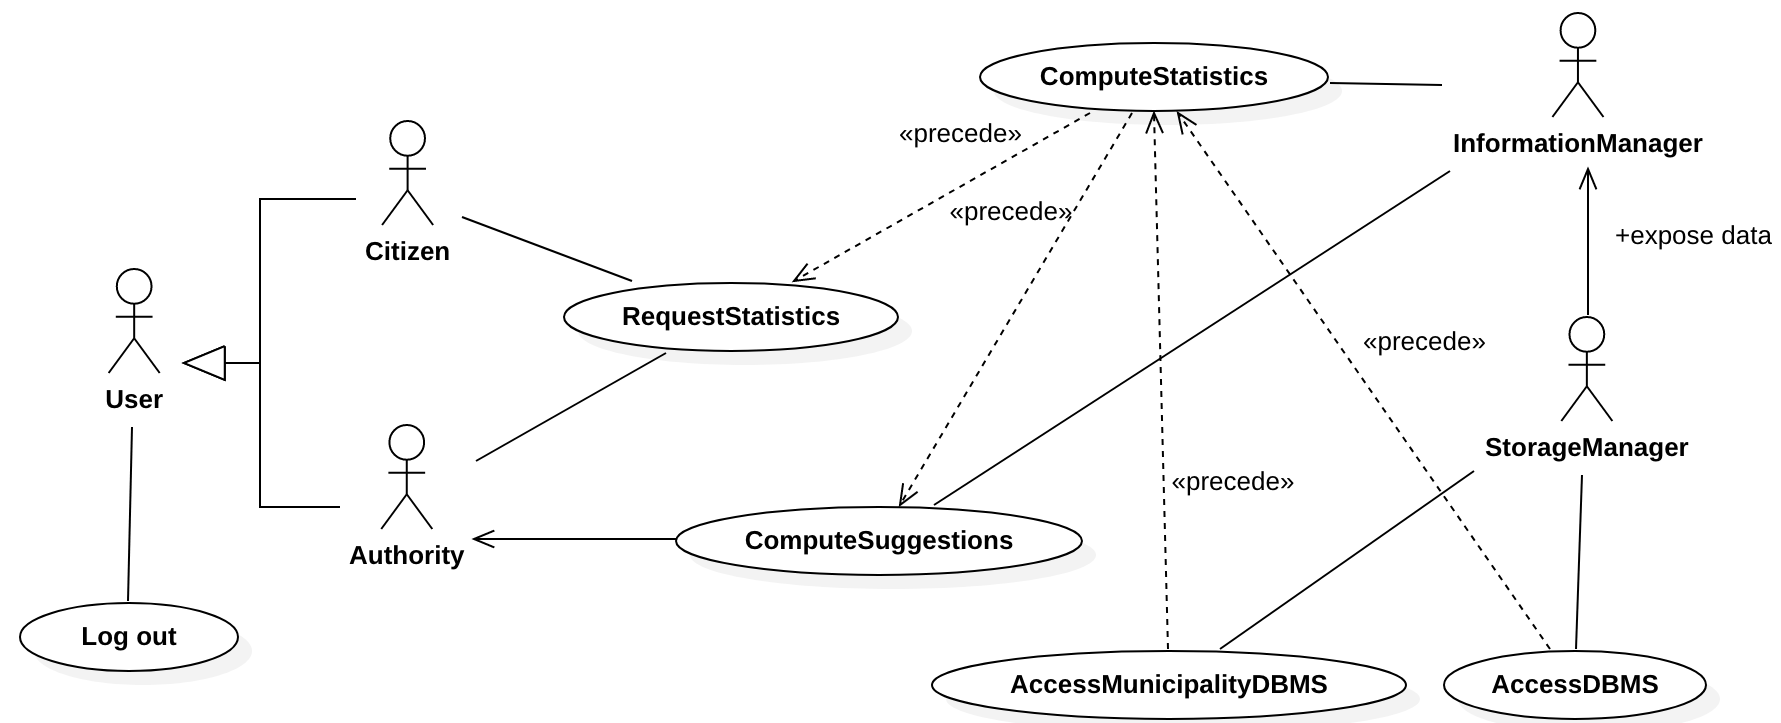 ComputeStatistics
«precede»
InformationManager
«precede»
+expose data
Citizen
RequestStatistics
«precede»
User
StorageManager
«precede»
Authority
ComputeSuggestions
Log out
AccessMunicipalityDBMS
AccessDBMS